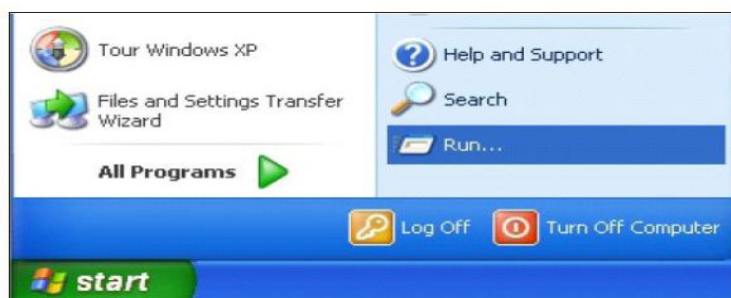 Tour Windows XP
Files and Settings Transfer
Wizard
All Programs
Help and Support
Search
Run...
Log Off
Turn Off Computer
start